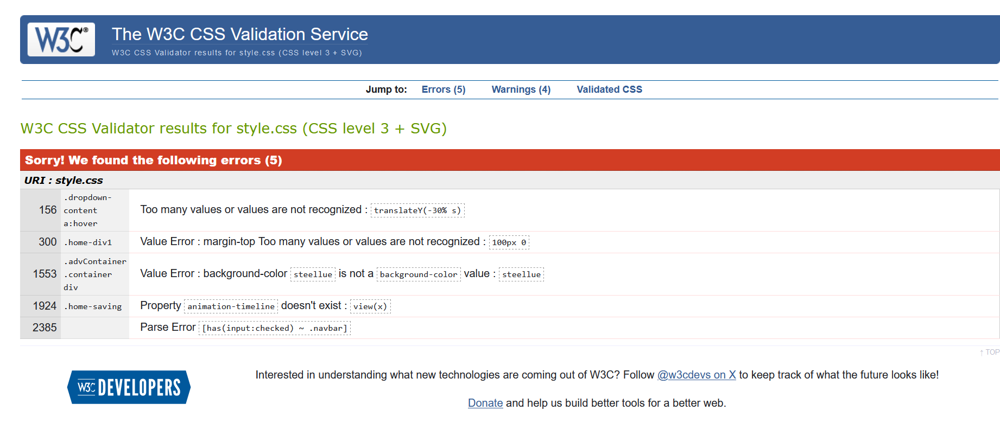 W3C®
The W3C CSS Validation Service
W3C CSS Validator results for style.css (CSS level 3 + SVG)
Jump to: Errors (5) Warnings (4) Validated CSS
W3C CSS Validator results for style.css (CSS level 3 + SVG)
Sorry! We found the following errors (5)
URI : style.css
156 .dropdown-content a:hover Too many values or values are not recognized : translateY(-30% s)
300 .home-div1 Value Error : margin-top Too many values or values are not recognized : 100px 0
1553 .advContainer .container div Value Error : background-color steellue is not a background-color value : steellue
1924 .home-saving Property animation-timeline doesn't exist : view(x)
2385 Parse Error [has(input:checked) ~ .navbar]
↑ TOP
W3C DEVELOPERS
Interested in understanding what new technologies are coming out of W3C? Follow @w3cdevs on X to keep track of what the future looks like!
Donate and help us build better tools for a better web.